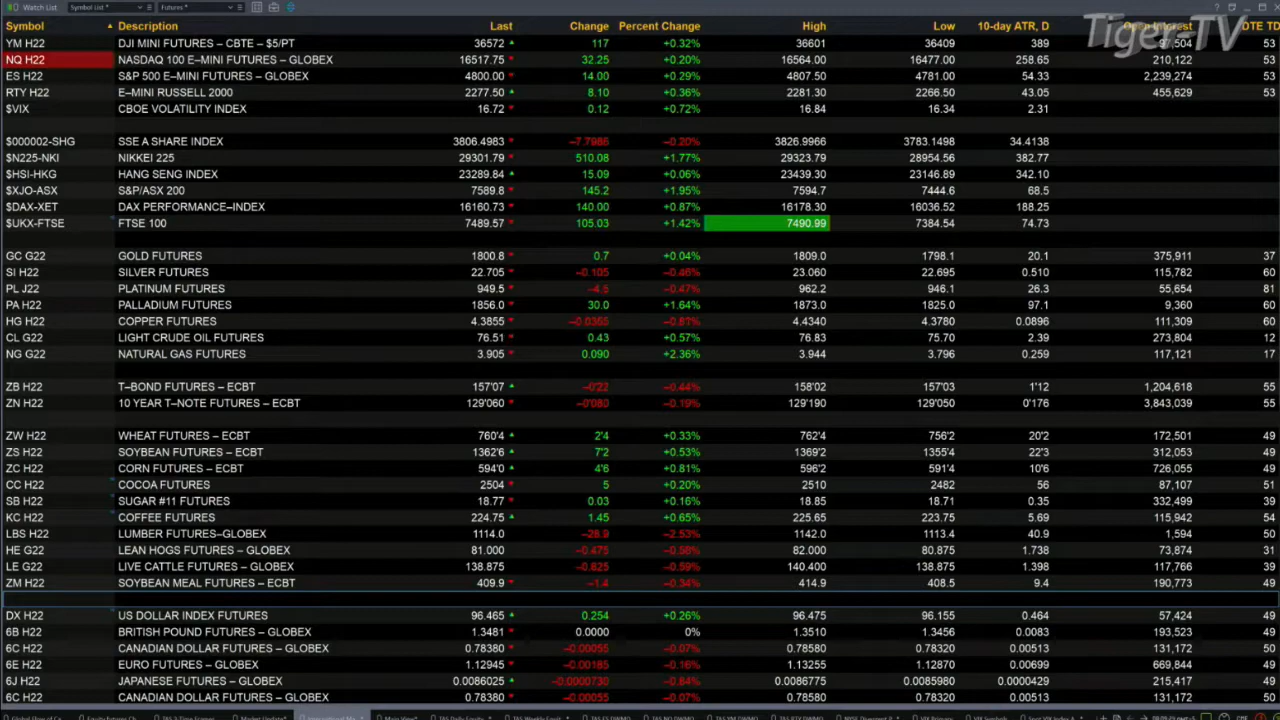 Watch List Symbol List * Futures *
Symbol Description Last Change Percent Change High Low 10-day ATR, D Open Interest DTE TD
Tiger-TV
YM H22 DJI MINI FUTURES – CBTE – $5/PT 36572 117 +0.32% 36601 36409 389 97,504 53
NQ H22 NASDAQ 100 E–MINI FUTURES – GLOBEX 16517.75 32.25 +0.20% 16564.00 16477.00 258.65 210,122 53
ES H22 S&P 500 E–MINI FUTURES – GLOBEX 4800.00 14.00 +0.29% 4807.50 4781.00 54.33 2,239,274 53
RTY H22 E–MINI RUSSELL 2000 2277.50 8.10 +0.36% 2281.30 2266.50 43.05 455,629 53
$VIX CBOE VOLATILITY INDEX 16.72 0.12 +0.72% 16.84 16.34 2.31
$000002-SHG SSE A SHARE INDEX 3806.4983 –7.7985 –0.20% 3826.9966 3783.1498 34.4138
$N225-NKI NIKKEI 225 29301.79 510.08 +1.77% 29323.79 28954.56 382.77
$HSI-HKG HANG SENG INDEX 23289.84 15.09 +0.06% 23439.30 23146.89 342.10
$XJO-ASX S&P/ASX 200 7589.8 145.2 +1.95% 7594.7 7444.6 68.5
$DAX-XET DAX PERFORMANCE–INDEX 16160.73 140.00 +0.87% 16178.30 16036.52 188.25
$UKX-FTSE FTSE 100 7489.57 105.03 +1.42% 7490.99 7384.54 74.73
GC G22 GOLD FUTURES 1800.8 0.7 +0.04% 1809.0 1798.1 20.1 375,911 37
SI H22 SILVER FUTURES 22.705 –0.105 –0.46% 23.060 22.695 0.510 115,782 60
PL J22 PLATINUM FUTURES 949.5 –4.5 –0.47% 962.2 946.1 26.3 55,654 81
PA H22 PALLADIUM FUTURES 1856.0 30.0 +1.64% 1873.0 1825.0 97.1 9,360 60
HG H22 COPPER FUTURES 4.3855 –0.0355 –0.81% 4.4340 4.3780 0.0896 111,309 60
CL G22 LIGHT CRUDE OIL FUTURES 76.51 0.43 +0.57% 76.83 75.70 2.39 273,804 12
NG G22 NATURAL GAS FUTURES 3.905 0.090 +2.36% 3.944 3.796 0.259 117,121 17
ZB H22 T–BOND FUTURES – ECBT 157'07 –0'22 –0.44% 158'02 157'03 1'12 1,204,618 55
ZN H22 10 YEAR T–NOTE FUTURES – ECBT 129'060 –0'080 –0.19% 129'190 129'050 0'176 3,843,039 55
ZW H22 WHEAT FUTURES – ECBT 760'4 2'4 +0.33% 762'4 756'2 20'2 172,501 49
ZS H22 SOYBEAN FUTURES – ECBT 1362'6 7'2 +0.53% 1369'2 1355'4 22'3 312,053 49
ZC H22 CORN FUTURES – ECBT 594'0 4'6 +0.81% 596'2 591'4 10'6 726,055 49
CC H22 COCOA FUTURES 2504 5 +0.20% 2510 2482 56 87,107 51
SB H22 SUGAR #11 FUTURES 18.77 0.03 +0.16% 18.85 18.71 0.35 332,499 39
KC H22 COFFEE FUTURES 224.75 1.45 +0.65% 225.65 223.75 5.69 115,942 54
LBS H22 LUMBER FUTURES–GLOBEX 1114.0 –28.9 –2.53% 1142.0 1113.4 40.9 1,594 50
HE G22 LEAN HOGS FUTURES – GLOBEX 81.000 –0.475 –0.58% 82.000 80.875 1.738 73,874 31
LE G22 LIVE CATTLE FUTURES – GLOBEX 138.875 –0.825 –0.59% 140.400 138.875 1.398 117,766 39
ZM H22 SOYBEAN MEAL FUTURES – ECBT 409.9 –1.4 –0.34% 414.9 408.5 9.4 190,773 49
DX H22 US DOLLAR INDEX FUTURES 96.465 0.254 +0.26% 96.475 96.155 0.464 57,424 49
6B H22 BRITISH POUND FUTURES – GLOBEX 1.3481 0.0000 0% 1.3510 1.3456 0.0083 193,523 49
6C H22 CANADIAN DOLLAR FUTURES – GLOBEX 0.78380 –0.00055 –0.07% 0.78580 0.78320 0.00513 131,172 50
6E H22 EURO FUTURES – GLOBEX 1.12945 –0.00185 –0.16% 1.13255 1.12870 0.00699 669,844 49
6J H22 JAPANESE FUTURES – GLOBEX 0.0086025 –0.0000730 –0.84% 0.0086775 0.0085980 0.0000429 215,417 49
6C H22 CANADIAN DOLLAR FUTURES – GLOBEX 0.78380 –0.00055 –0.07% 0.78580 0.78320 0.00513 131,172 50